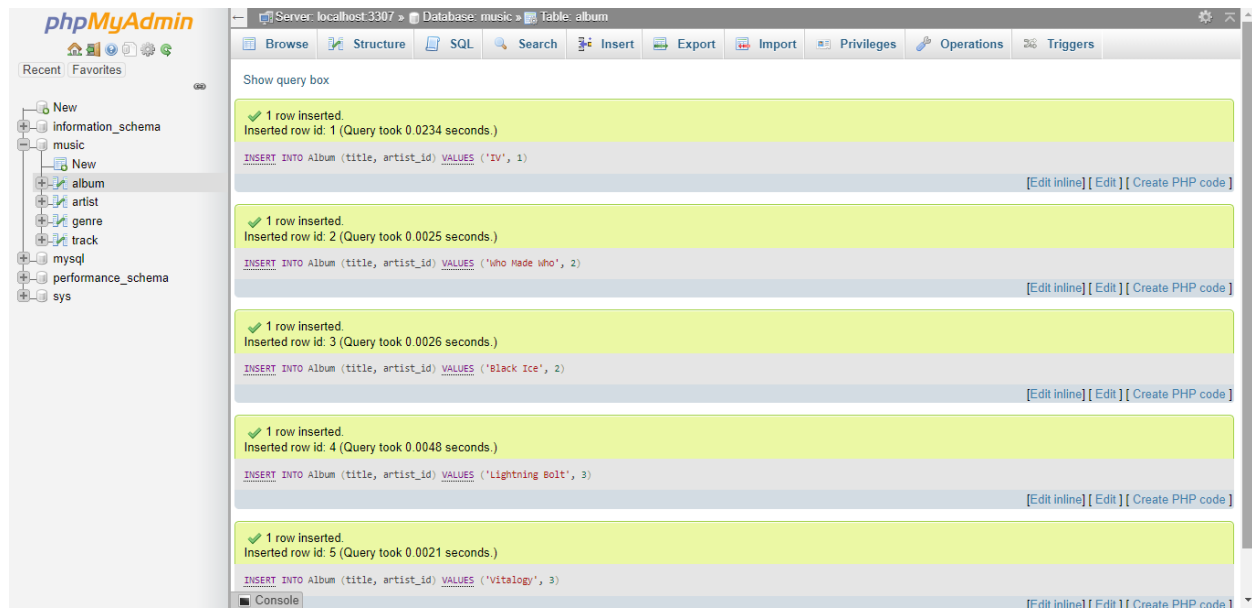 phpMyAdmin
Recent Favorites
New
information_schema
music
New
album
artist
genre
track
mysql
performance_schema
sys
Server: localhost:3307 » Database: music » Table: album
Browse Structure SQL Search Insert Export Import Privileges Operations Triggers
Show query box
1 row inserted.
Inserted row id: 1 (Query took 0.0234 seconds.)
INSERT INTO Album (title, artist_id) VALUES ('IV', 1)
[Edit inline] [ Edit ] [ Create PHP code ]
1 row inserted.
Inserted row id: 2 (Query took 0.0025 seconds.)
INSERT INTO Album (title, artist_id) VALUES ('Who Made Who', 2)
[Edit inline] [ Edit ] [ Create PHP code ]
1 row inserted.
Inserted row id: 3 (Query took 0.0026 seconds.)
INSERT INTO Album (title, artist_id) VALUES ('Black Ice', 2)
[Edit inline] [ Edit ] [ Create PHP code ]
1 row inserted.
Inserted row id: 4 (Query took 0.0048 seconds.)
INSERT INTO Album (title, artist_id) VALUES ('Lightning Bolt', 3)
[Edit inline] [ Edit ] [ Create PHP code ]
1 row inserted.
Inserted row id: 5 (Query took 0.0021 seconds.)
INSERT INTO Album (title, artist_id) VALUES ('Vitalogy', 3)
Console
[Edit inline] [ Edit ] [ Create PHP code ]